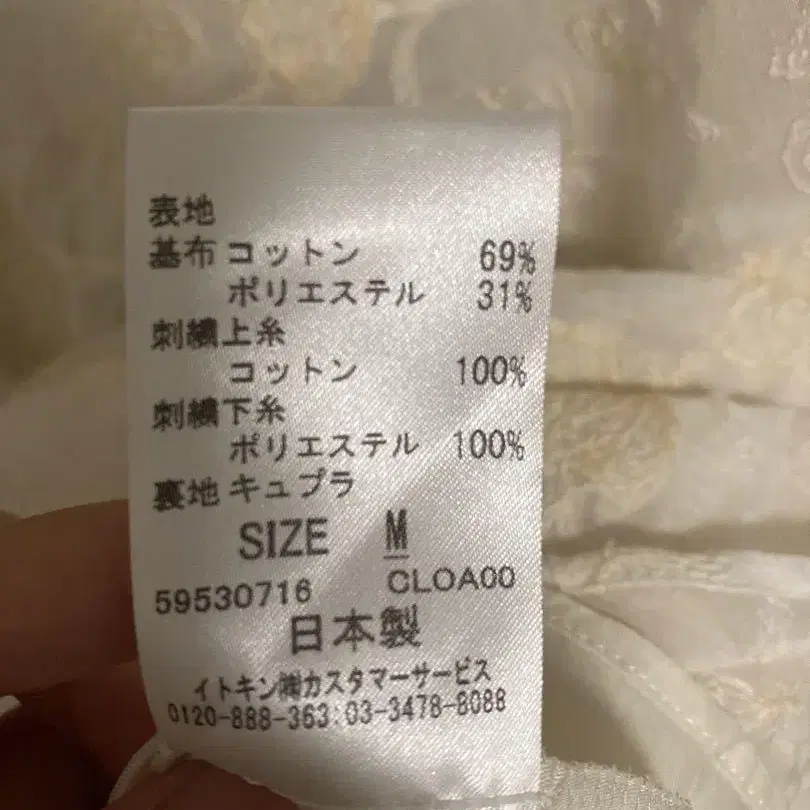 表地
基布 コットン 69%
ポリエステル 31%
刺繍上糸
コットン 100%
刺繍下糸
ポリエステル 100%
裏地 キュプラ
SIZE M
59530716 CLOA00
日本製
イトキン㈱カスタマーサービス
0120-888-363:03-3478-8088